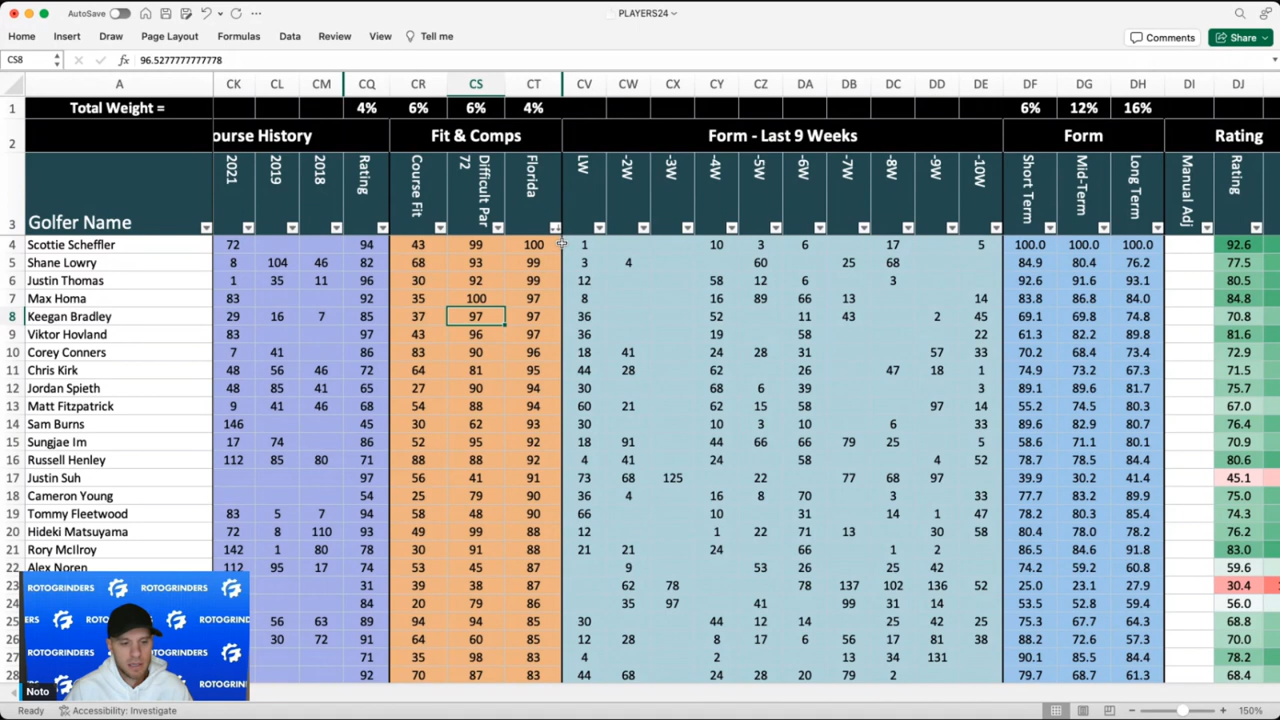 AutoSave
PLAYERS24
Home Insert Draw Page Layout Formulas Data Review View Tell me Comments Share
CS8 fx 96.5277777777778
A CK CL CM CQ CR CS CT CV CW CX CY CZ DA DB DC DD DE DF DG DH DI DJ
1 Total Weight = 4% 6% 6% 4% 6% 12% 16%
2 ourse History Fit & Comps Form - Last 9 Weeks Form Rating
3 Golfer Name 2021 2019 2018 Rating Course Fit Difficult Par 72 Florida LW -2W -3W -4W -5W -6W -7W -8W -9W -10W Short Term Mid-Term Long Term Manual Adj Rating
4 Scottie Scheffler 72 94 43 99 100 1 10 3 6 17 5 100.0 100.0 100.0 92.6
5 Shane Lowry 8 104 46 82 68 93 99 3 4 60 25 68 84.9 80.4 76.2 77.5
6 Justin Thomas 1 35 11 96 30 92 99 12 58 12 6 3 92.6 91.6 93.1 80.5
7 Max Homa 83 92 35 100 97 8 16 89 66 13 14 83.8 86.8 84.0 84.8
8 Keegan Bradley 29 16 7 85 37 97 97 36 52 11 43 2 45 69.1 69.8 74.8 70.8
9 Viktor Hovland 83 97 43 96 97 36 19 58 22 61.3 82.2 89.8 81.6
10 Corey Conners 7 41 86 83 90 96 18 41 24 28 31 57 33 70.2 68.4 73.4 72.9
11 Chris Kirk 48 56 46 72 64 81 95 44 28 62 26 47 18 1 74.9 73.2 67.3 71.5
12 Jordan Spieth 48 85 41 65 27 90 94 30 68 6 39 3 89.1 89.6 81.7 75.7
13 Matt Fitzpatrick 9 41 46 68 54 88 94 60 21 62 15 58 97 14 55.2 74.5 80.3 67.0
14 Sam Burns 146 45 30 62 93 30 10 3 10 6 33 89.6 82.9 80.7 76.4
15 Sungjae Im 17 74 86 52 95 92 18 91 44 66 66 79 25 5 58.6 71.1 80.1 70.9
16 Russell Henley 112 85 80 71 88 88 92 4 41 24 58 4 52 78.7 78.5 84.4 80.6
17 Justin Suh 97 56 41 91 73 68 125 22 77 68 97 39.9 30.2 41.4 45.1
18 Cameron Young 54 25 79 90 36 4 16 8 70 3 33 77.7 83.2 89.9 75.0
19 Tommy Fleetwood 83 5 7 94 58 48 90 66 10 31 14 1 47 78.2 80.3 85.4 74.3
20 Hideki Matsuyama 72 8 110 93 49 99 88 12 1 22 71 13 30 58 80.4 78.0 78.2 76.2
21 Rory McIlroy 142 1 80 78 30 91 88 21 21 24 66 1 2 86.5 84.6 91.8 83.0
22 Alex Noren 112 95 17 74 53 45 87 9 53 26 25 42 74.2 59.2 60.8 59.6
23 31 39 38 87 62 78 78 137 102 136 52 25.0 23.1 27.9 30.4
24 84 20 79 86 35 97 41 99 31 14 53.5 52.8 59.4 56.0
25 56 63 89 94 94 85 30 44 12 14 25 42 25 75.3 67.7 64.3 68.8
26 30 72 91 64 60 85 12 28 8 17 6 56 17 81 38 88.2 72.6 57.3 70.0
27 71 35 98 83 4 2 13 34 131 90.1 85.5 84.4 78.2
28 92 70 87 83 44 68 24 28 20 79 2 79.7 68.7 61.3 68.4
ROTOGRINDERS ROTOGRINDERS
ROTOGR
ROTOGR
Noto
Ready Accessibility: Investigate 150%